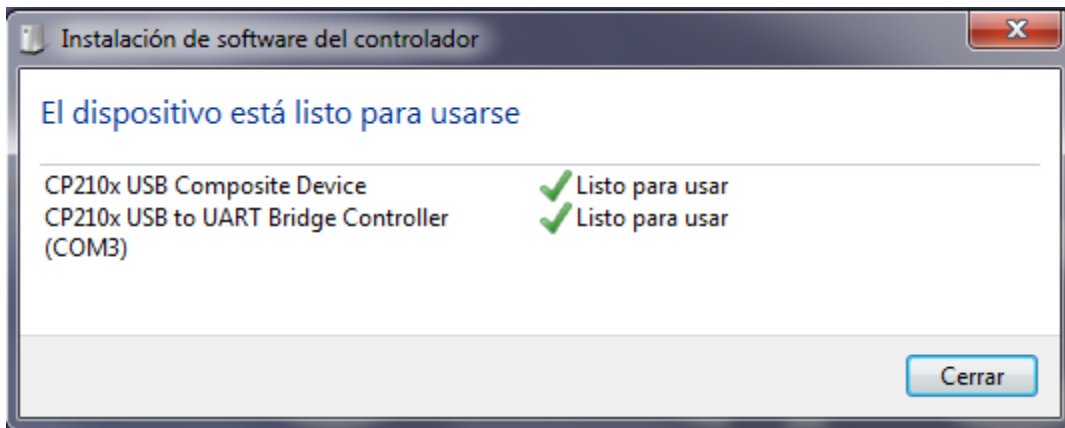 Instalación de software del controlador
El dispositivo está listo para usarse
CP210x USB Composite Device Listo para usar
CP210x USB to UART Bridge Controller Listo para usar
(COM3)
Cerrar